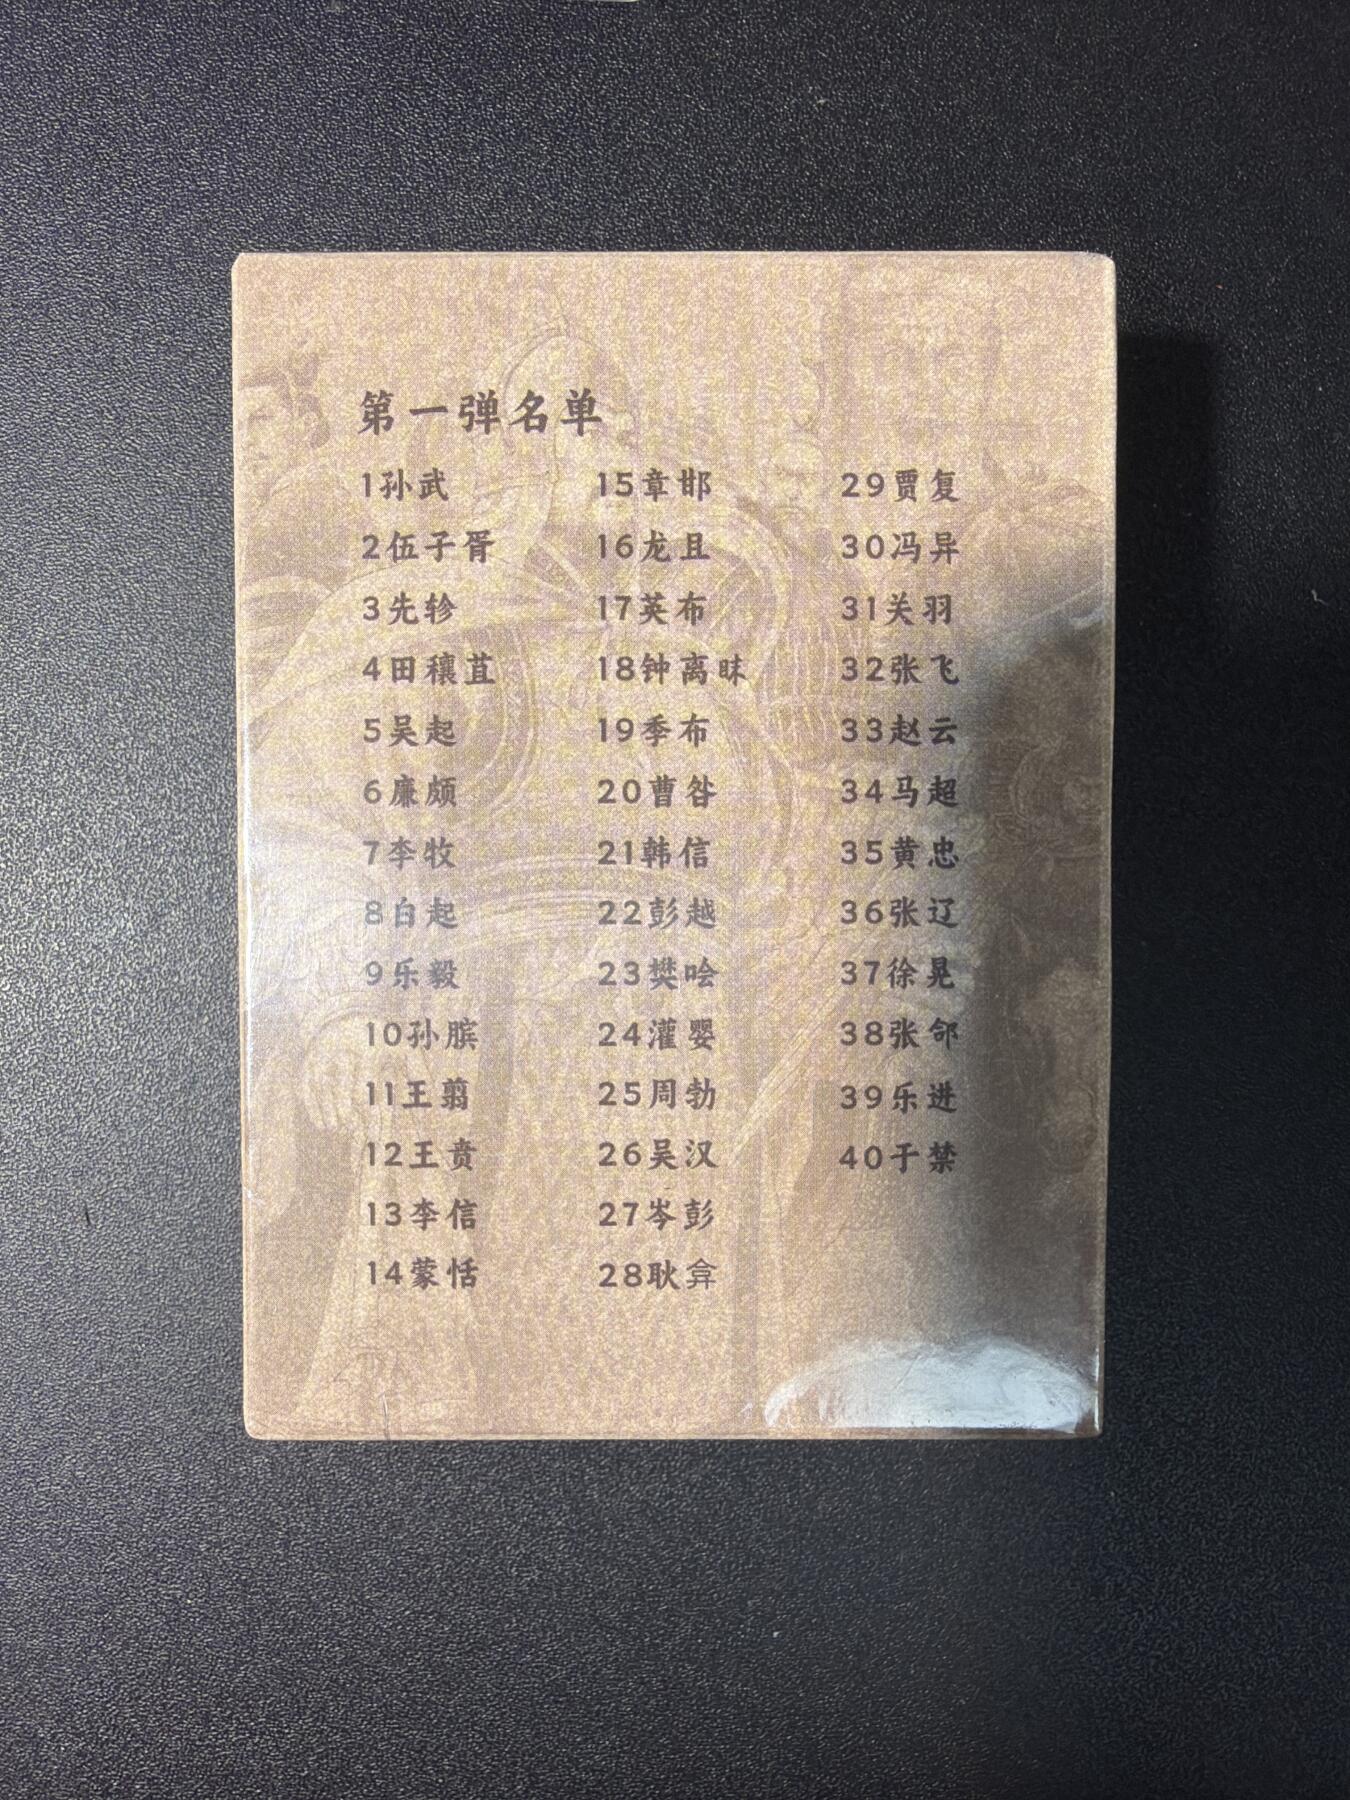 第一弹名单
1孙武
2伍子胥
3先轸
4田穰苴
5吴起
6廉颇
7李牧
8白起
9乐毅
10孙膑
11王翦
12王贲
13李信
14蒙恬
15章邯
16龙且
17英布
18钟离眜
19季布
20曹咎
21韩信
22彭越
23樊哙
24灌婴
25周勃
26吴汉
27岑彭
28耿弇
29贾复
30冯异
31关羽
32张飞
33赵云
34马超
35黄忠
36张辽
37徐晃
38张郃
39乐进
40于禁